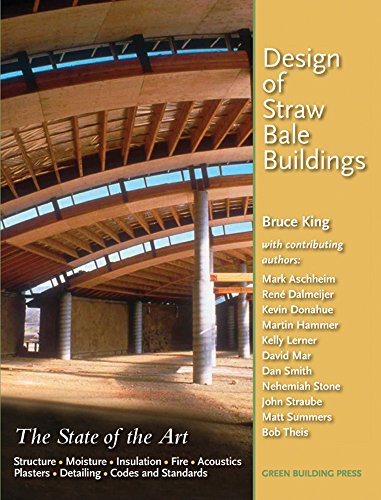 Design
of
Straw
Bale
Buildings
Bruce King
with contributing
authors:
Mark Aschheim
René Dalmeijer
Kevin Donahue
Martin Hammer
Kelly Lerner
David Mar
Dan Smith
Nehemiah Stone
John Straube
Matt Summers
Bob Theis
The State of the Art
Structure • Moisture • Insulation • Fire • Acoustics
Plasters • Detailing • Codes and Standards
GREEN BUILDING PRESS